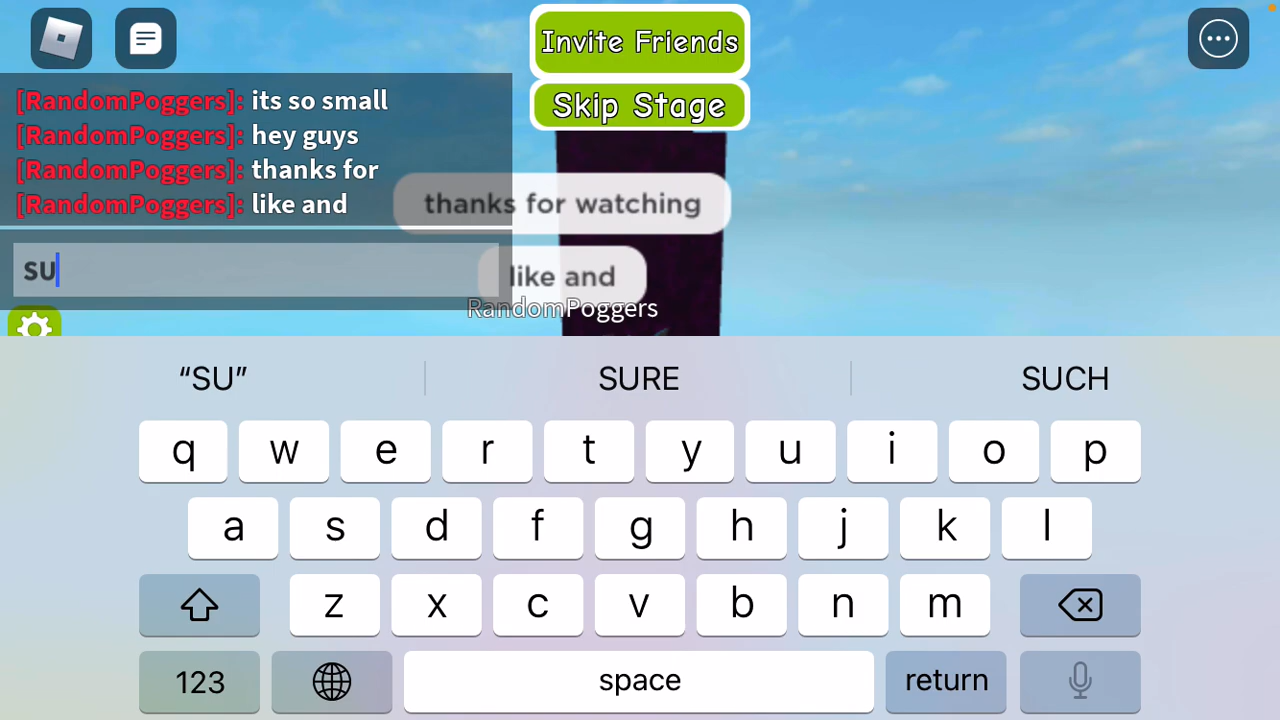 Invite Friends
Skip Stage
[RandomPoggers]: its so small
[RandomPoggers]: hey guys
[RandomPoggers]: thanks for
[RandomPoggers]: like and
thanks for watching
SU
like and
RandomPoggers
“SU” SURE SUCH
q w e r t y u i o p
a s d f g h j k l
z x c v b n m
123 space return